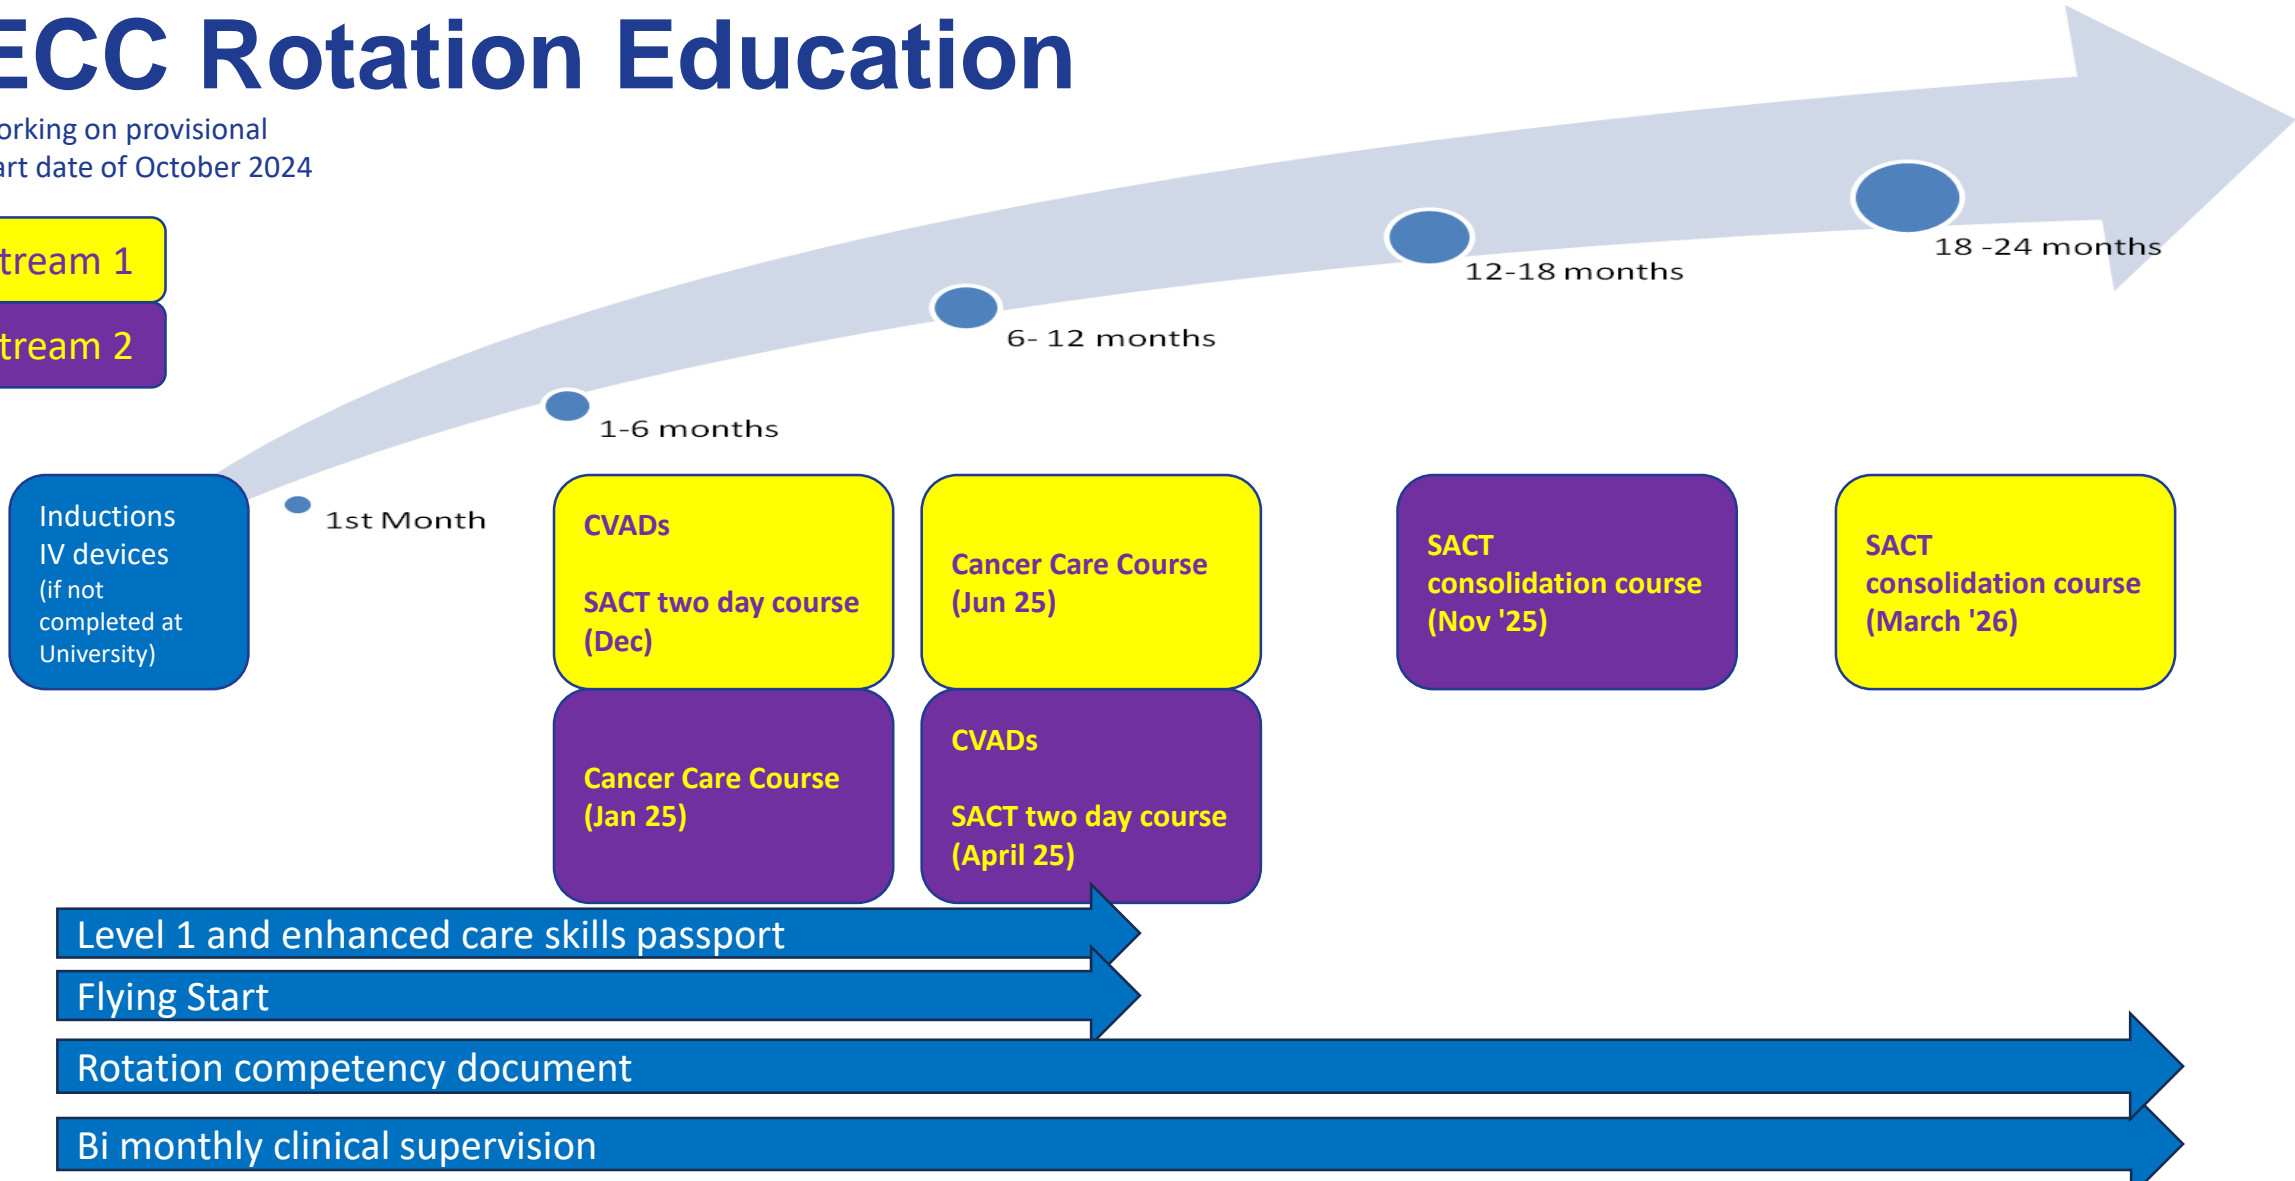 ECC Rotation Education
orking on provisional
art date of October 2024
tream 1
tream 2
18 -24 months
12-18 months
6- 12 months
1-6 months
1st Month
Inductions
IV devices
(if not
completed at
University)
CVADs
SACT two day course
(Dec)
Cancer Care Course
(Jun 25)
SACT
consolidation course
(Nov '25)
SACT
consolidation course
(March '26)
Cancer Care Course
(Jan 25)
CVADs
SACT two day course
(April 25)
Level 1 and enhanced care skills passport
Flying Start
Rotation competency document
Bi monthly clinical supervision